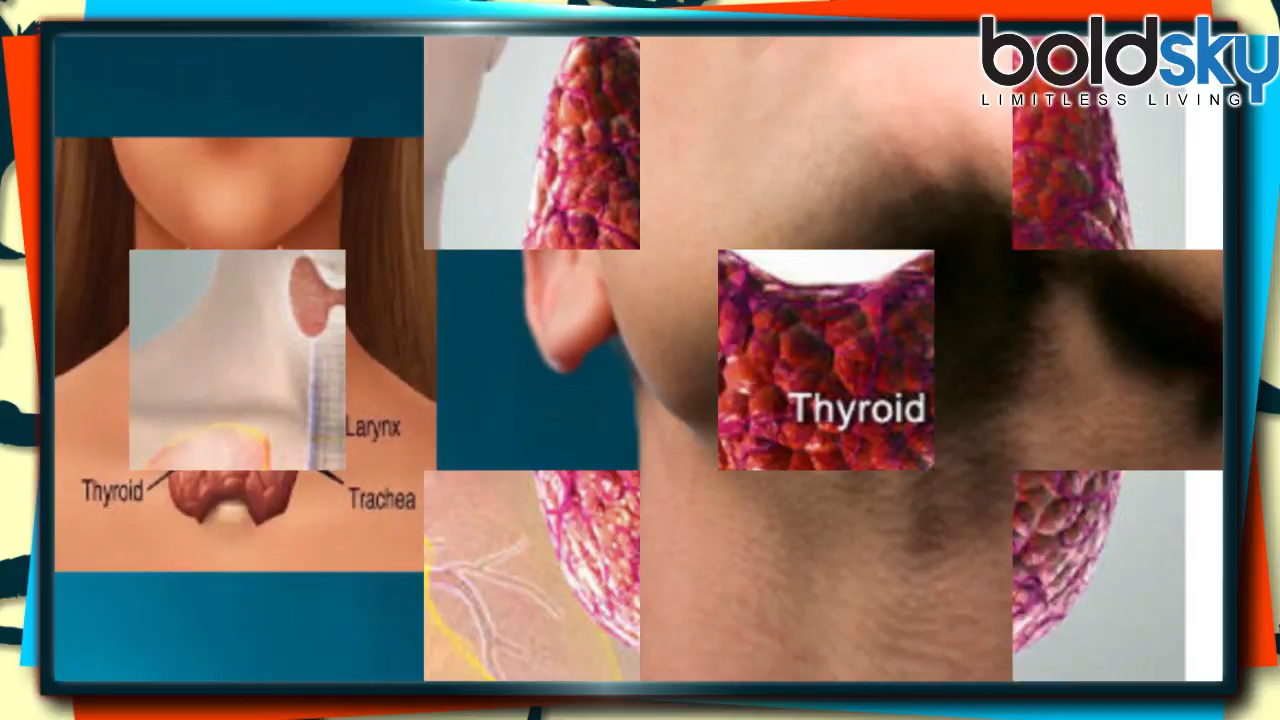 boldsky
LIMITLESS LIVING
Thyroid
Larynx
Thyroid
Trachea